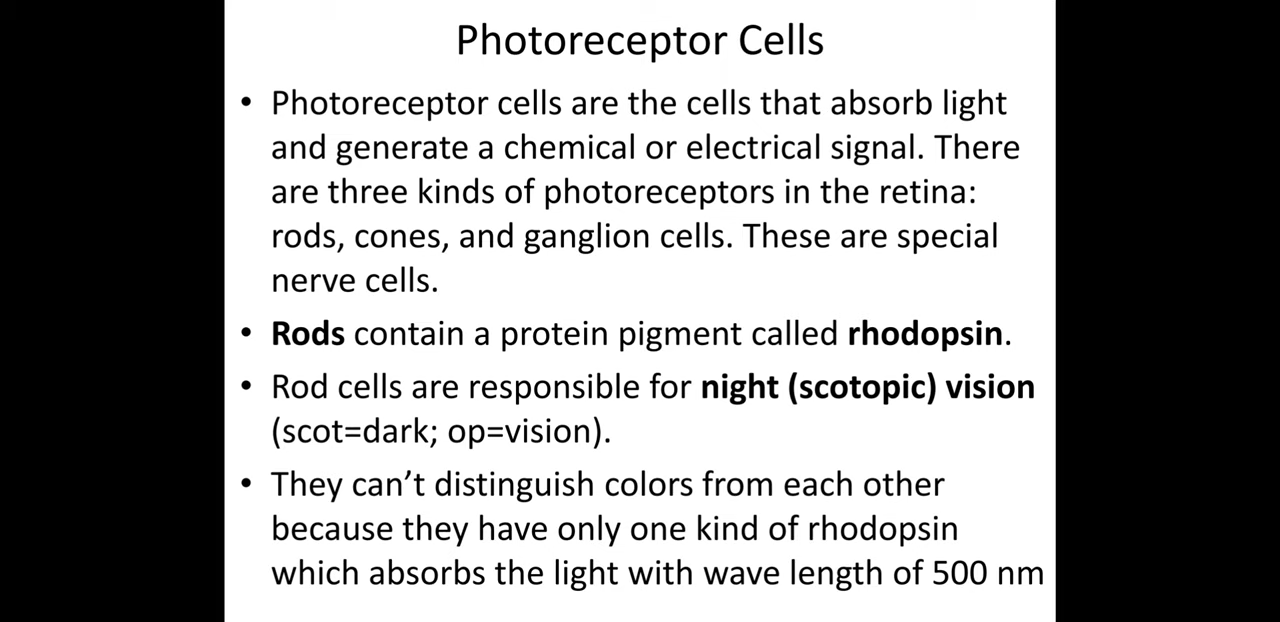 Photoreceptor Cells
• Photoreceptor cells are the cells that absorb light
and generate a chemical or electrical signal. There
are three kinds of photoreceptors in the retina:
rods, cones, and ganglion cells. These are special
nerve cells.
• Rods contain a protein pigment called rhodopsin.
• Rod cells are responsible for night (scotopic) vision
(scot=dark; op=vision).
• They can’t distinguish colors from each other
because they have only one kind of rhodopsin
which absorbs the light with wave length of 500 nm